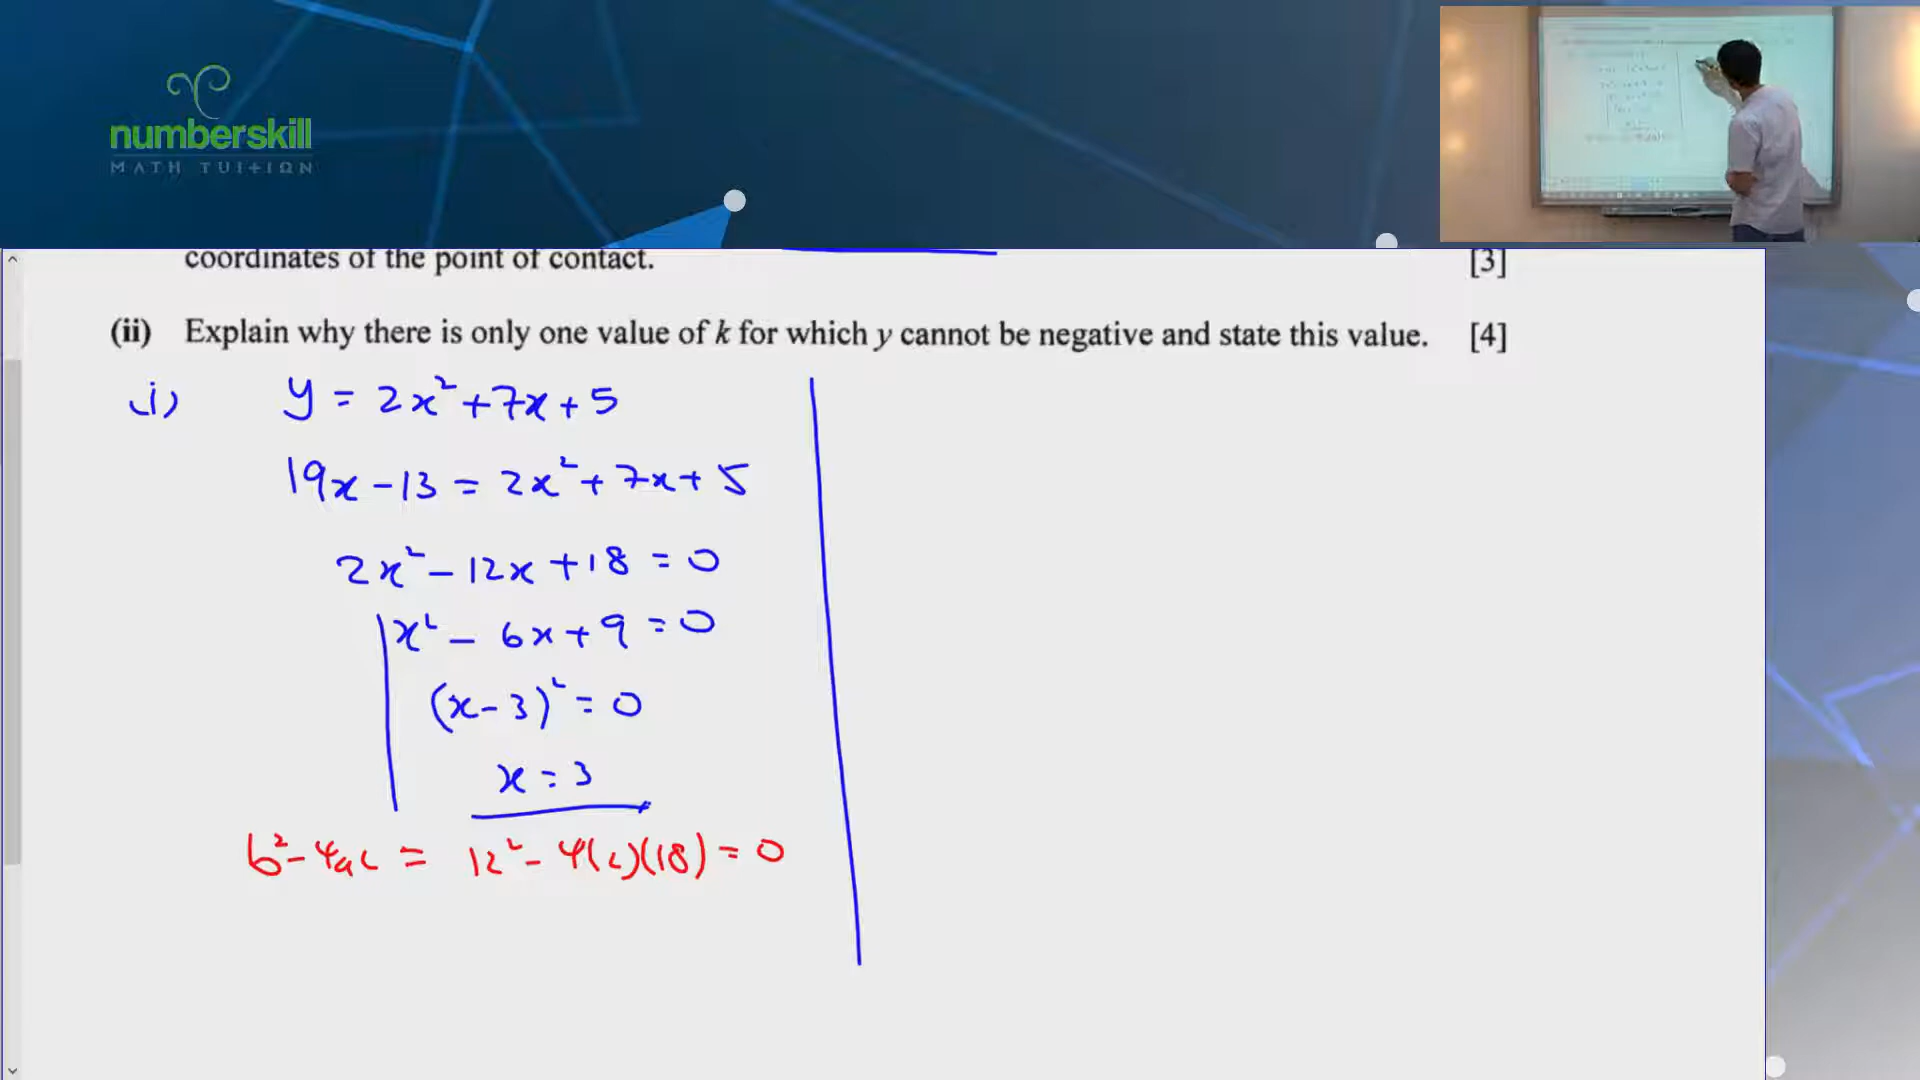 numberskill
MATH TUITION
coordinates of the point of contact. [3]
(ii) Explain why there is only one value of k for which y cannot be negative and state this value. [4]
i)
y = 2x² + 7x + 5
19x - 13 = 2x² + 7x + 5
2x² - 12x + 18 = 0
x² - 6x + 9 = 0
(x - 3)² = 0
x = 3
b² - 4ac = 12² - 4(2)(18) = 0